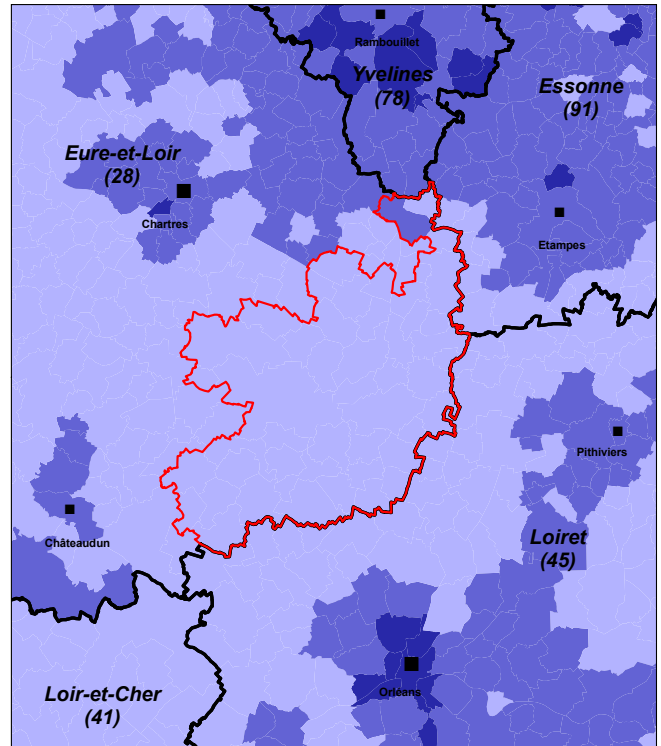 Rambouillet
Yvelines
(78)
Essonne
(91)
Eure-et-Loir
(28)
Chartres
Etampes
Pithiviers
Châteaudun
Loiret
(45)
Loir-et-Cher
(41)
Orléans